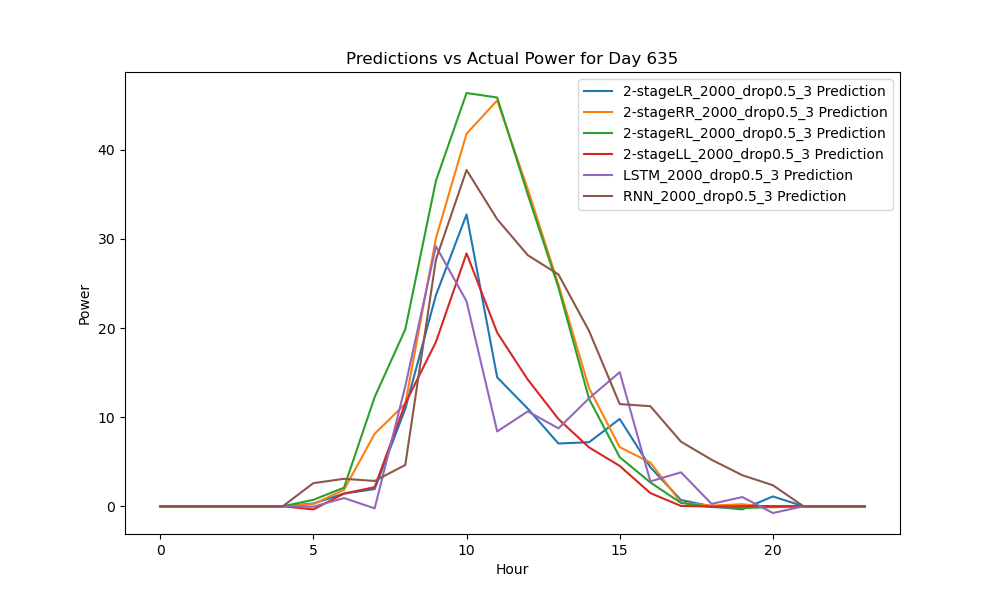 Predictions vs Actual Power for Day 635
2-stageLR_2000_drop0.5_3 Prediction
2-stageRR_2000_drop0.5_3 Prediction
2-stageRL_2000_drop0.5_3 Prediction
2-stageLL_2000_drop0.5_3 Prediction
LSTM_2000_drop0.5_3 Prediction
RNN_2000_drop0.5_3 Prediction
40
30
20
10
0
Power
0 5 10 15 20
Hour